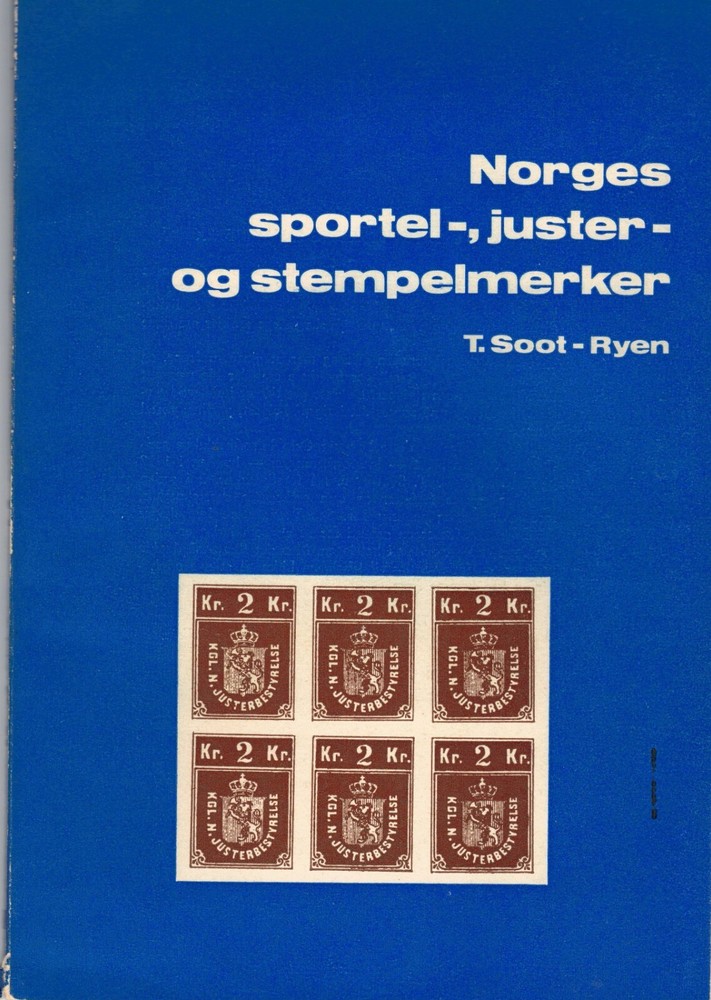 Norges
sportel-, juster-
og stempelmerker
T. Soot-Ryen
Kr. 2 Kr.
KGL. N. JUSTERBESTYRELSE
Kr. 2 Kr.
KGL. N. JUSTERBESTYRELSE
Kr. 2 Kr.
KGL. N. JUSTERBESTYRELSE
Kr. 2 Kr.
KGL. N. JUSTERBESTYRELSE
Kr. 2 Kr.
KGL. N. JUSTERBESTYRELSE
Kr. 2 Kr.
KGL. N. JUSTERBESTYRELSE